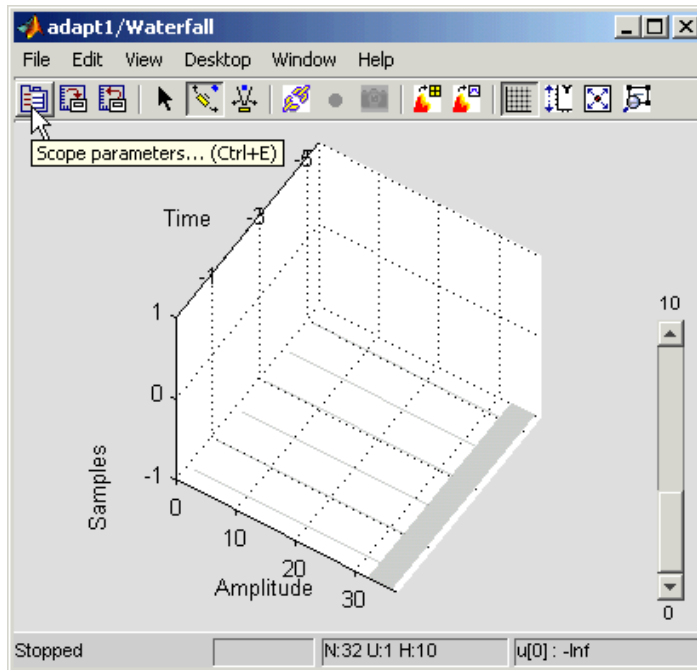 adapt1/Waterfall
File Edit View Desktop Window Help
Scope parameters... (Ctrl+E)
-5
Time
-3
-1
1
0
-1
Samples
0
10
20
30
Amplitude
10
0
Stopped
N:32 U:1 H:10
u[0] : -Inf